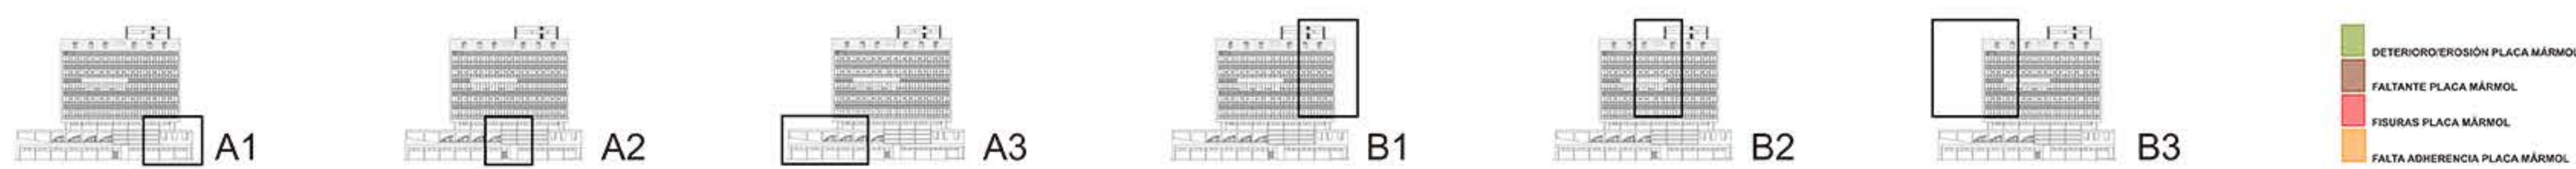 A1
A2
A3
B1
B2
B3
DETERIORO/EROSIÓN PLACA MÁRMOL
FALTANTE PLACA MÁRMOL
FISURAS PLACA MÁRMOL
FALTA ADHERENCIA PLACA MÁRMOL